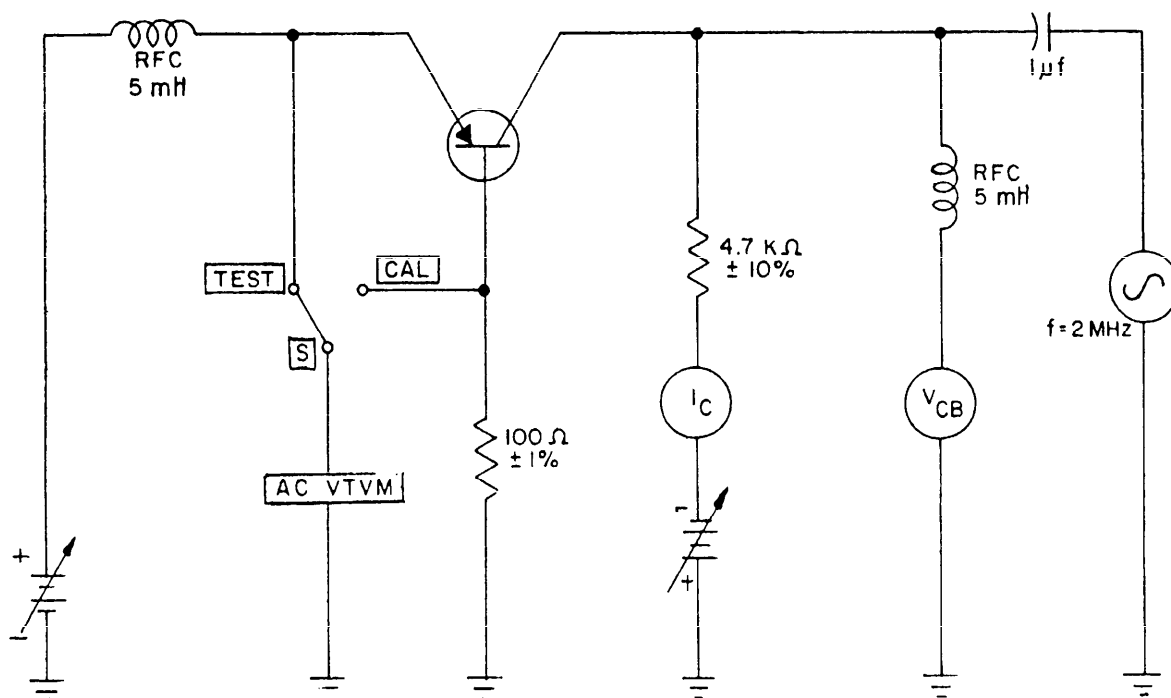 RFC
5 mH
1µf
RFC
5 mH
4.7 KΩ
± 10%
TEST
CAL
S
f = 2 MHz
I_C
V_CB
100 Ω
± 1%
AC VTVM
-
+
+
-